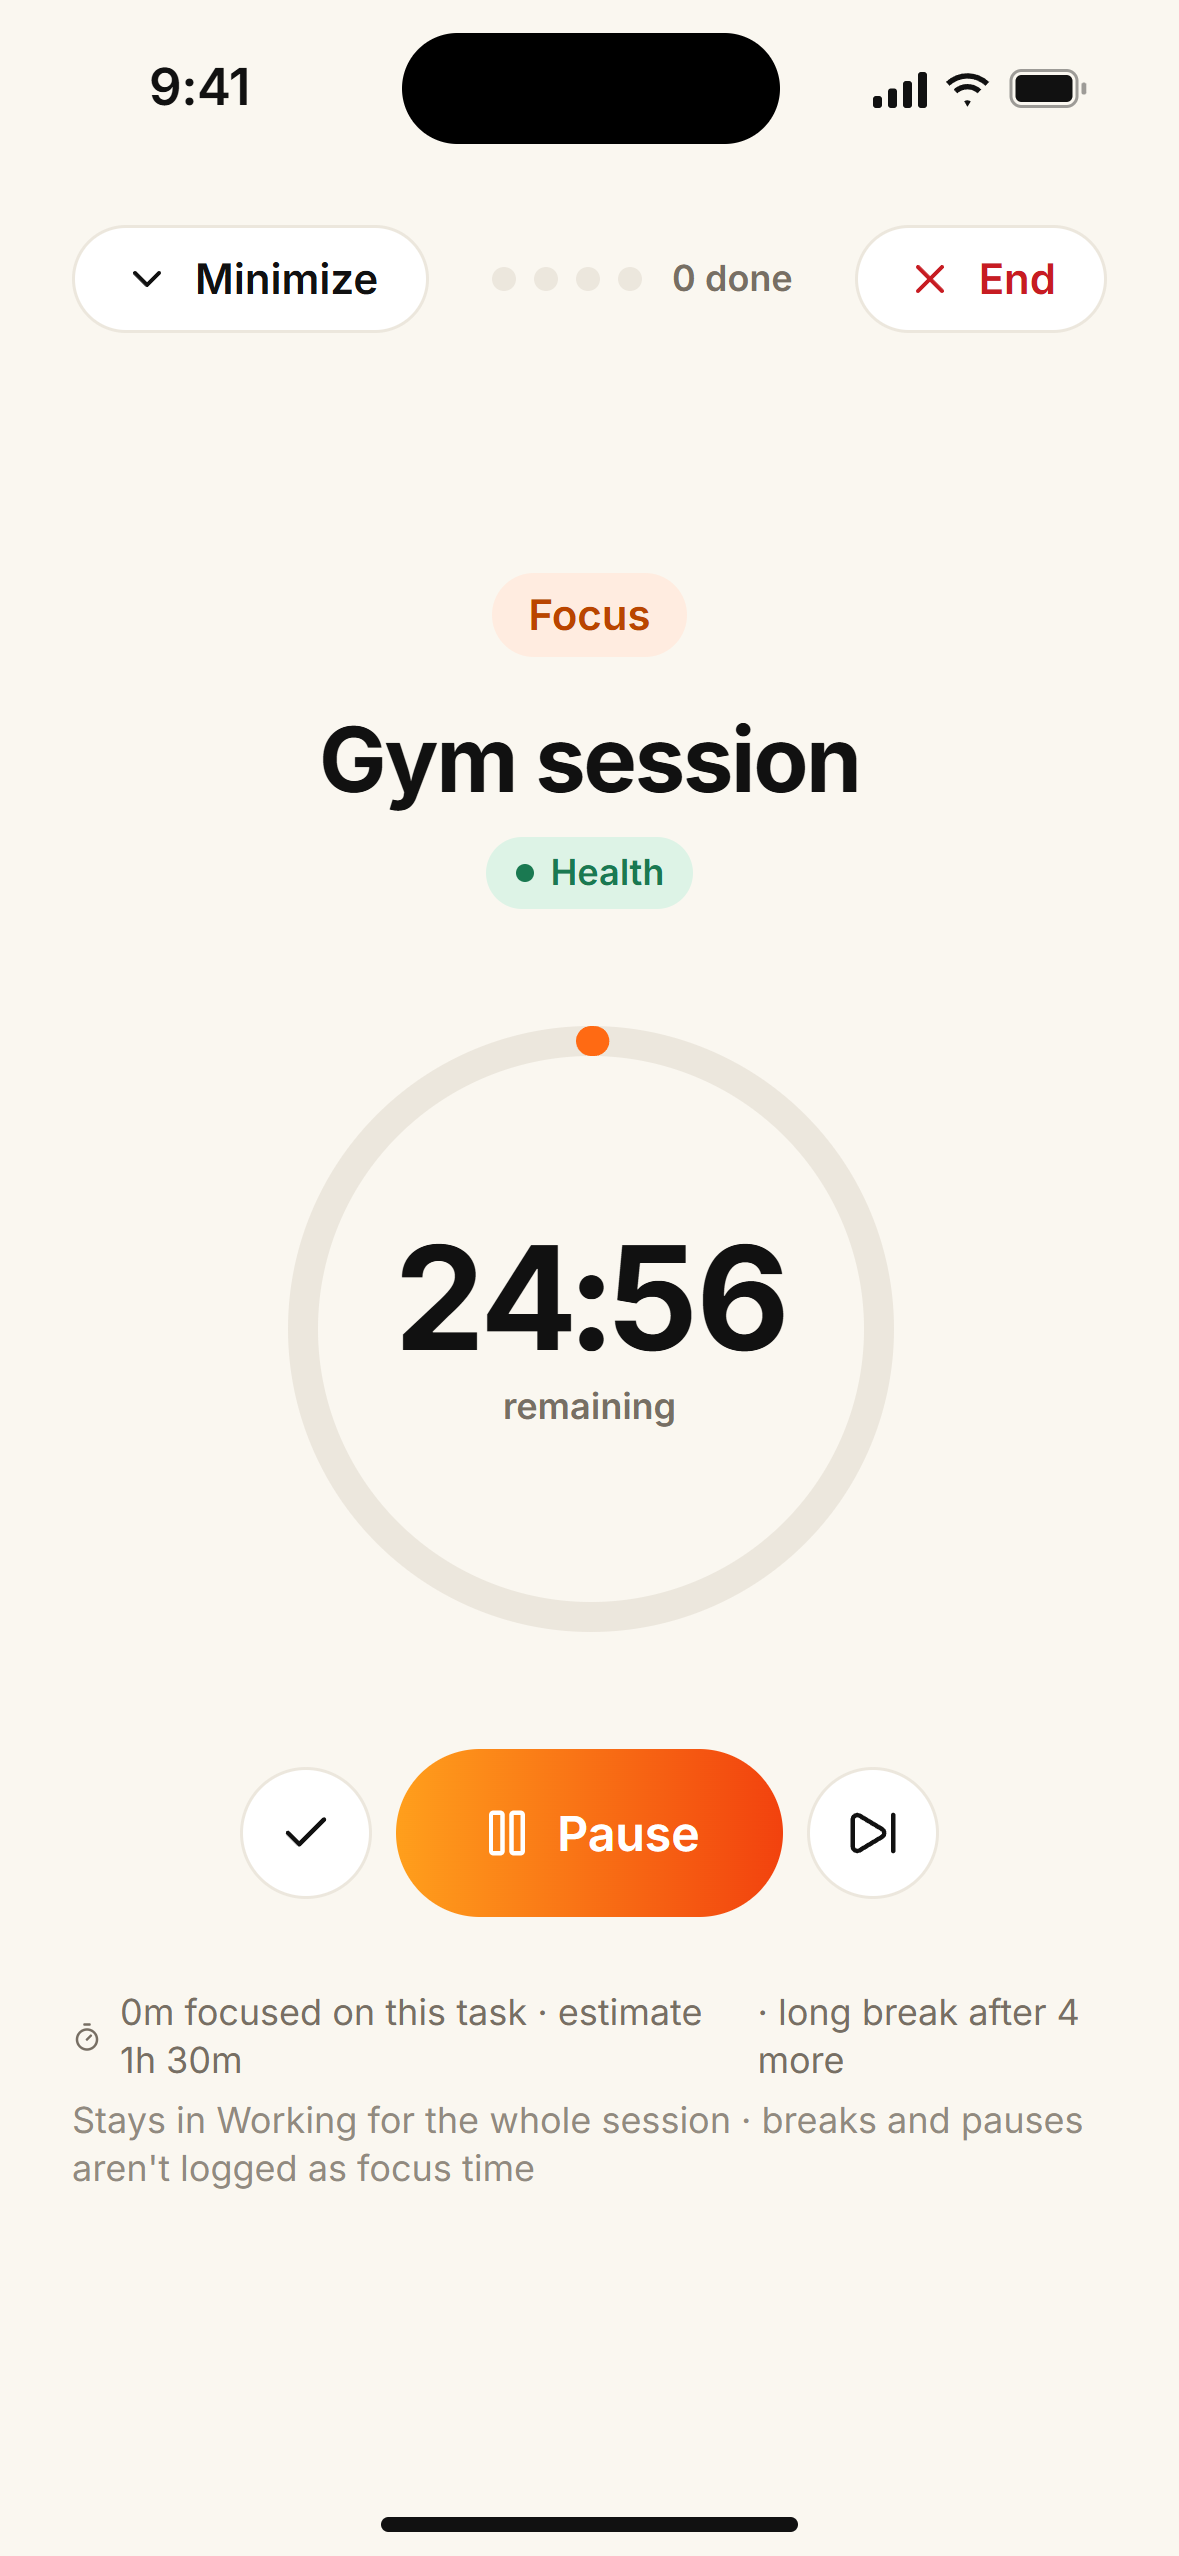 9:41
Minimize
0 done
End
Focus
Gym session
Health
24:56
remaining
Pause
0m focused on this task · estimate
1h 30m
· long break after 4
more
Stays in Working for the whole session · breaks and pauses
aren't logged as focus time